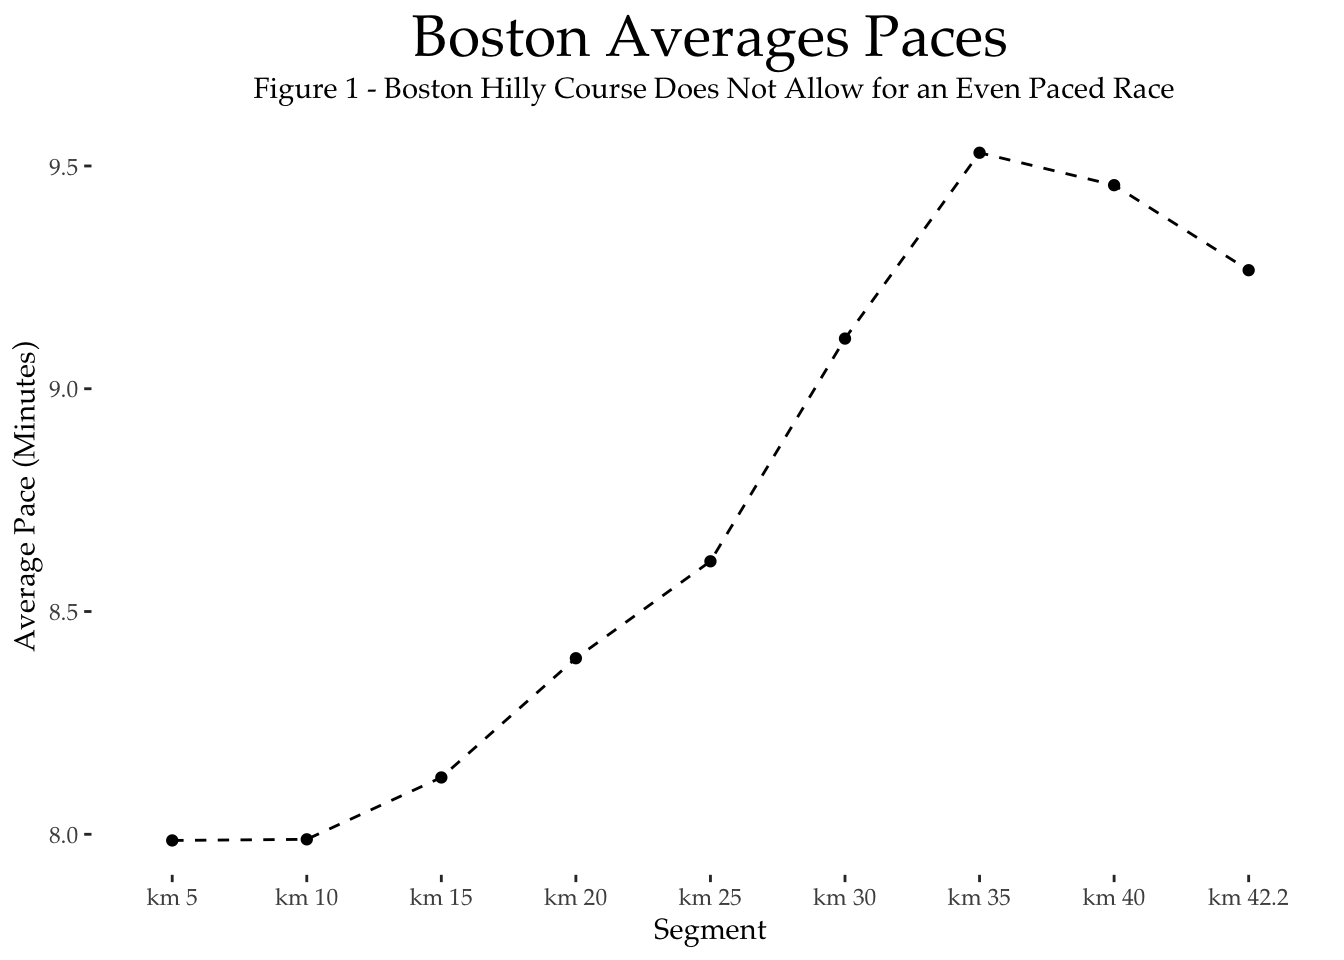 Boston Averages Paces
Figure 1 - Boston Hilly Course Does Not Allow for an Even Paced Race
Average Pace (Minutes)
9.5
9.0
8.5
8.0
km 5 km 10 km 15 km 20 km 25 km 30 km 35 km 40 km 42.2
Segment